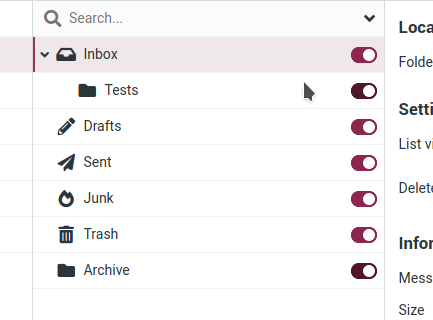 Search...
Inbox
Tests
Drafts
Sent
Junk
Trash
Archive
Loca
Folde
Setti
List vi
Delete
Infor
Mess
Size